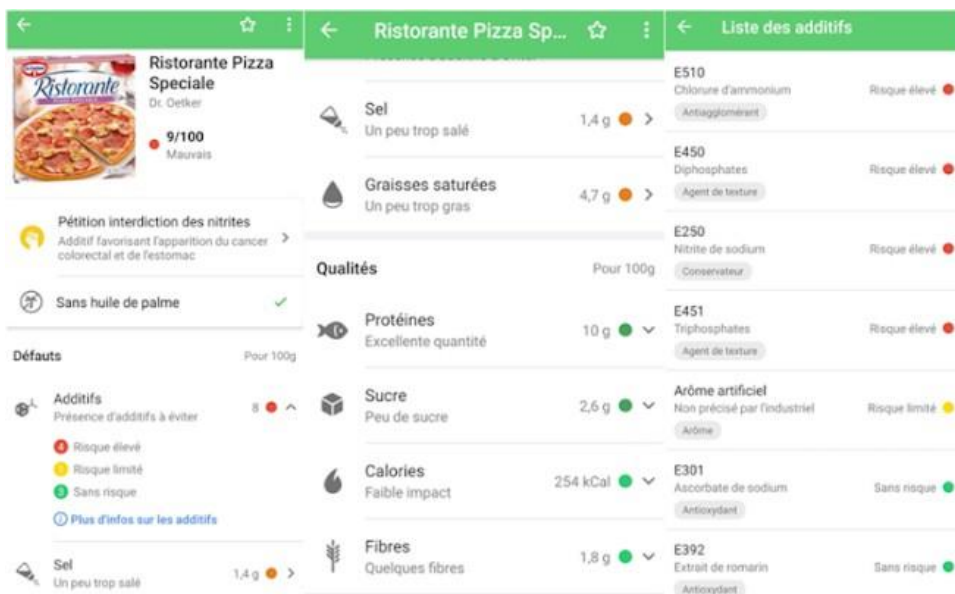 Ristorante Pizza
Speciale
Dr. Oetker
9/100
Mauvais
Dr. Oetker
Ristorante
Pétition interdiction des nitrites
Additif favorisant l'apparition du cancer
colorectal et de l'estomac
Sans huile de palme
Défauts Pour 100g
Additifs
Présence d'additifs à éviter
8
4 Risque élevé
1 Risque limité
3 Sans risque
Plus d'infos sur les additifs
Sel
Un peu trop salé
1,4 g
Ristorante Pizza Sp...
Sel
Un peu trop salé
1,4 g
Graisses saturées
Un peu trop gras
4,7 g
Qualités Pour 100g
Protéines
Excellente quantité
10 g
Sucre
Peu de sucre
2,6 g
Calories
Faible impact
254 kCal
Fibres
Quelques fibres
1,8 g
Liste des additifs
E510
Chlorure d'ammonium
Risque élevé
Antiagglomérant
E450
Diphosphates
Risque élevé
Agent de texture
E250
Nitrite de sodium
Risque élevé
Conservateur
E451
Triphosphates
Risque élevé
Agent de texture
Arôme artificiel
Non précisé par l'industriel
Risque limité
Arôme
E301
Ascorbate de sodium
Sans risque
Antioxydant
E392
Extrait de romarin
Sans risque
Antioxydant